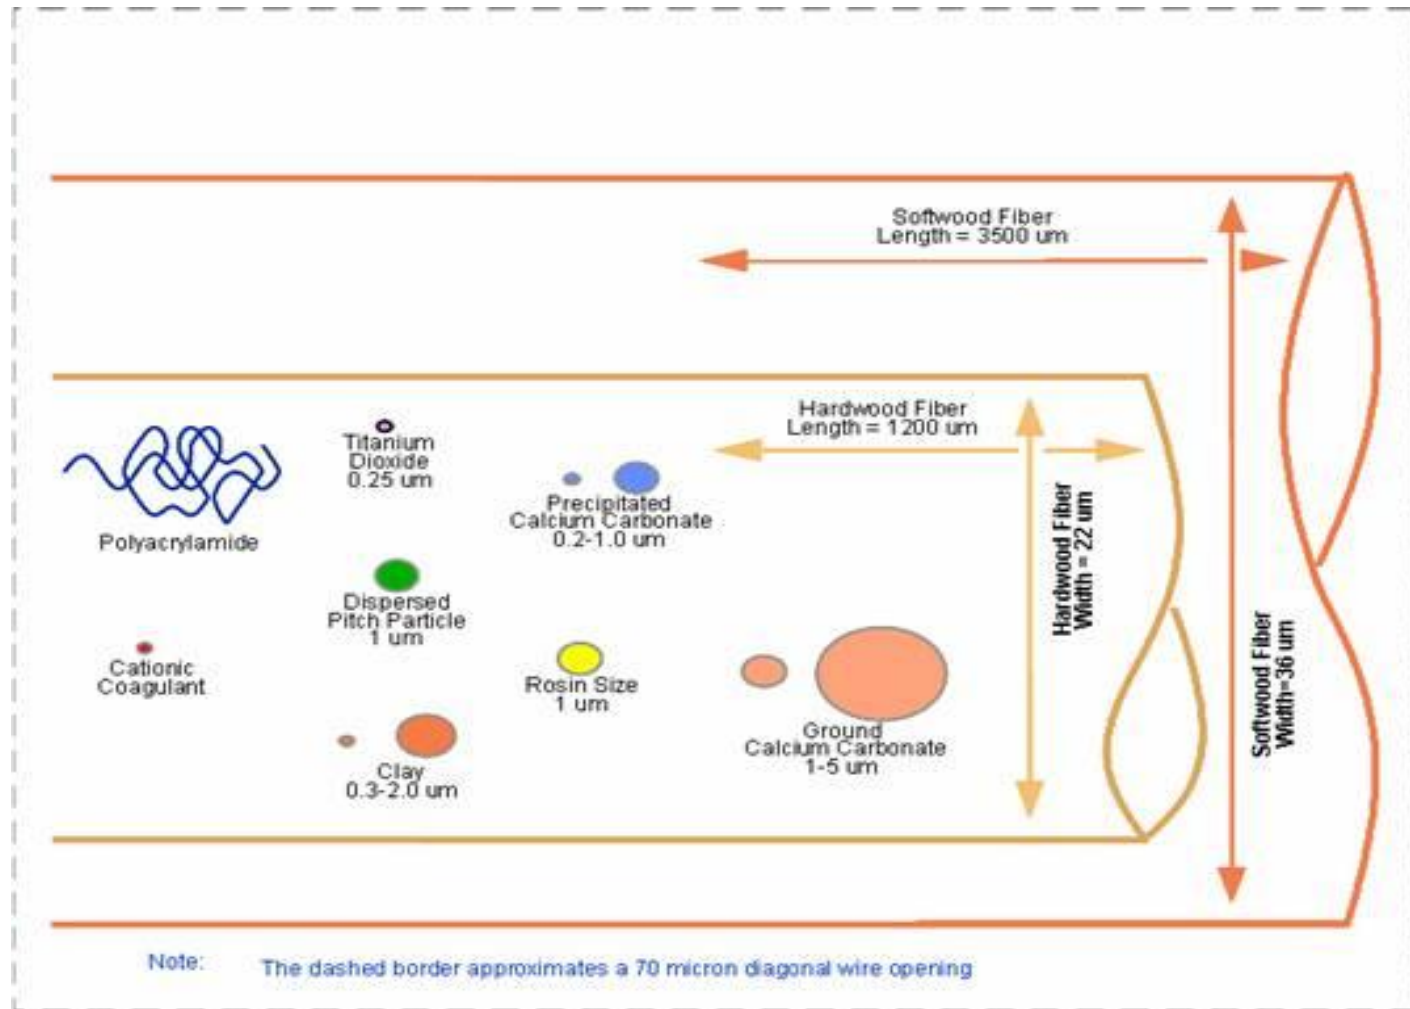 Softwood Fiber
Length = 3500 um
Hardwood Fiber
Length = 1200 um
Titanium
Dioxide
0.25 um
Precipitated
Calcium Carbonate
0.2-1.0 um
Polyacrylamide
Hardwood Fiber
Width = 22 um
Dispersed
Pitch Particle
1 um
Cationic
Coagulant
Rosin Size
1 um
Softwood Fiber
Width=36 um
Ground
Calcium Carbonate
1-5 um
Clay
0.3-2.0 um
Note: The dashed border approximates a 70 micron diagonal wire opening